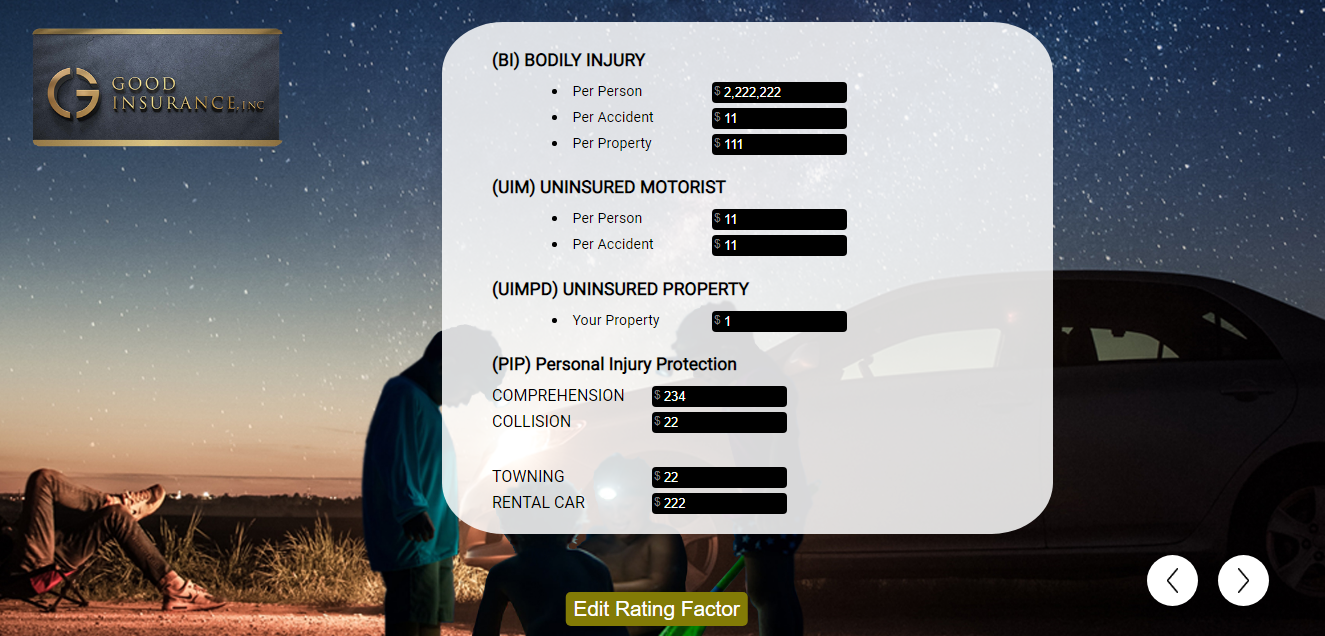 GOOD
INSURANCE, INC
(BI) BODILY INJURY
Per Person $ 2,222,222
Per Accident $ 11
Per Property $ 111
(UIM) UNINSURED MOTORIST
Per Person $ 11
Per Accident $ 11
(UIMPD) UNINSURED PROPERTY
Your Property $ 1
(PIP) Personal Injury Protection
COMPREHENSION $ 234
COLLISION $ 22
TOWNING $ 22
RENTAL CAR $ 222
Edit Rating Factor